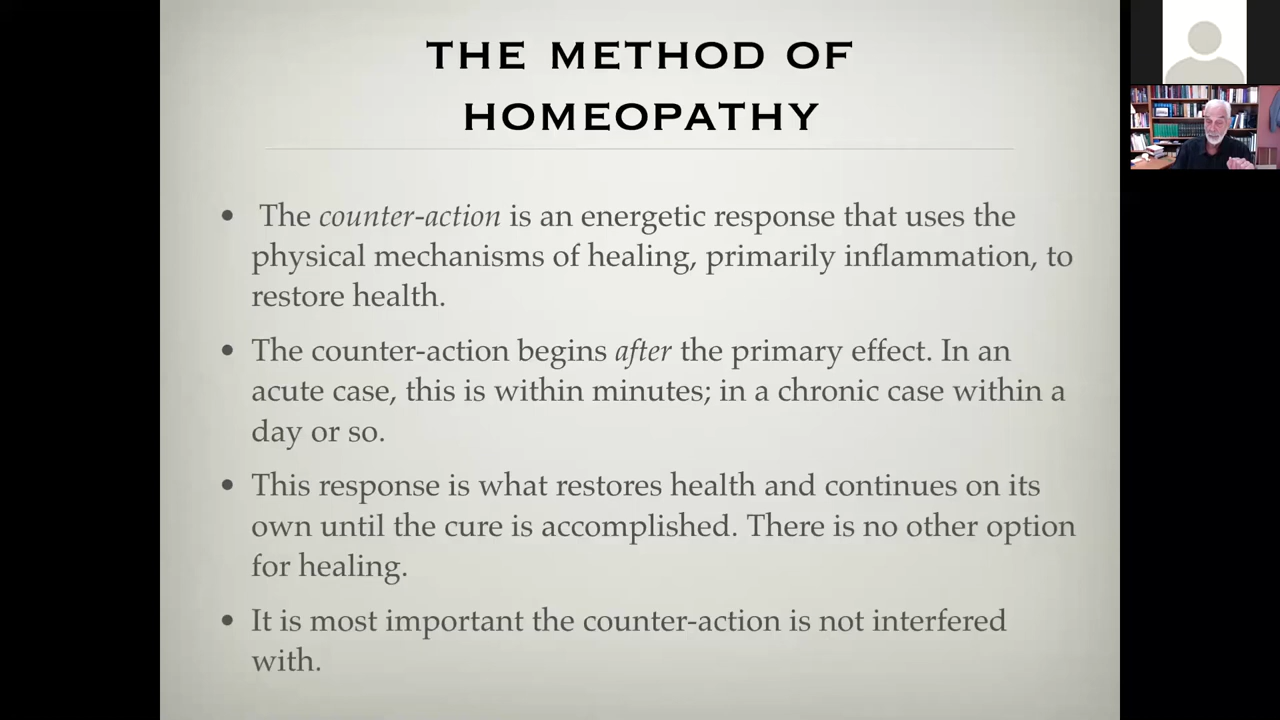 THE METHOD OF
HOMEOPATHY
• The counter-action is an energetic response that uses the
physical mechanisms of healing, primarily inflammation, to
restore health.
• The counter-action begins after the primary effect. In an
acute case, this is within minutes; in a chronic case within a
day or so.
• This response is what restores health and continues on its
own until the cure is accomplished. There is no other option
for healing.
• It is most important the counter-action is not interfered
with.